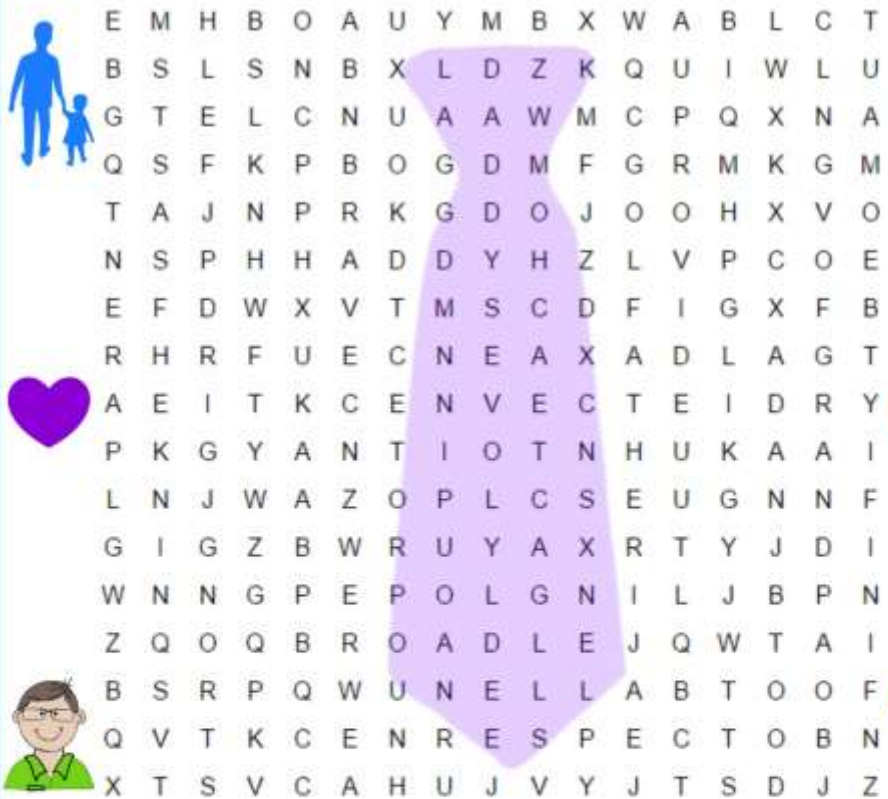 E M H B O A U Y M B X W A B L C T
B S L S N B X L D Z K Q U I W L U
G T E L C N U A A W M C P Q X N A
Q S F K P B O G D M F G R M K G M
T A J N P R K G D O J O O H X V O
N S P H H A D D Y H Z L V P C O E
E F D W X V T M S C D F I G X F B
R H R F U E C N E A X A D L A G T
A E I T K C E N V E C T E I D R Y
P K G Y A N T I O T N H U K A A I
L N J W A Z O P L C S E U G N N F
G I G Z B W R U Y A X R T Y J D I
W N N G P E P O L G N I L J B P N
Z Q O Q B R O A D L E J Q W T A I
B S R P Q W U N E L L A B T O O F
Q V T K C E N R E S P E C T O B N
X T S V C A H U J V Y J T S D J Z